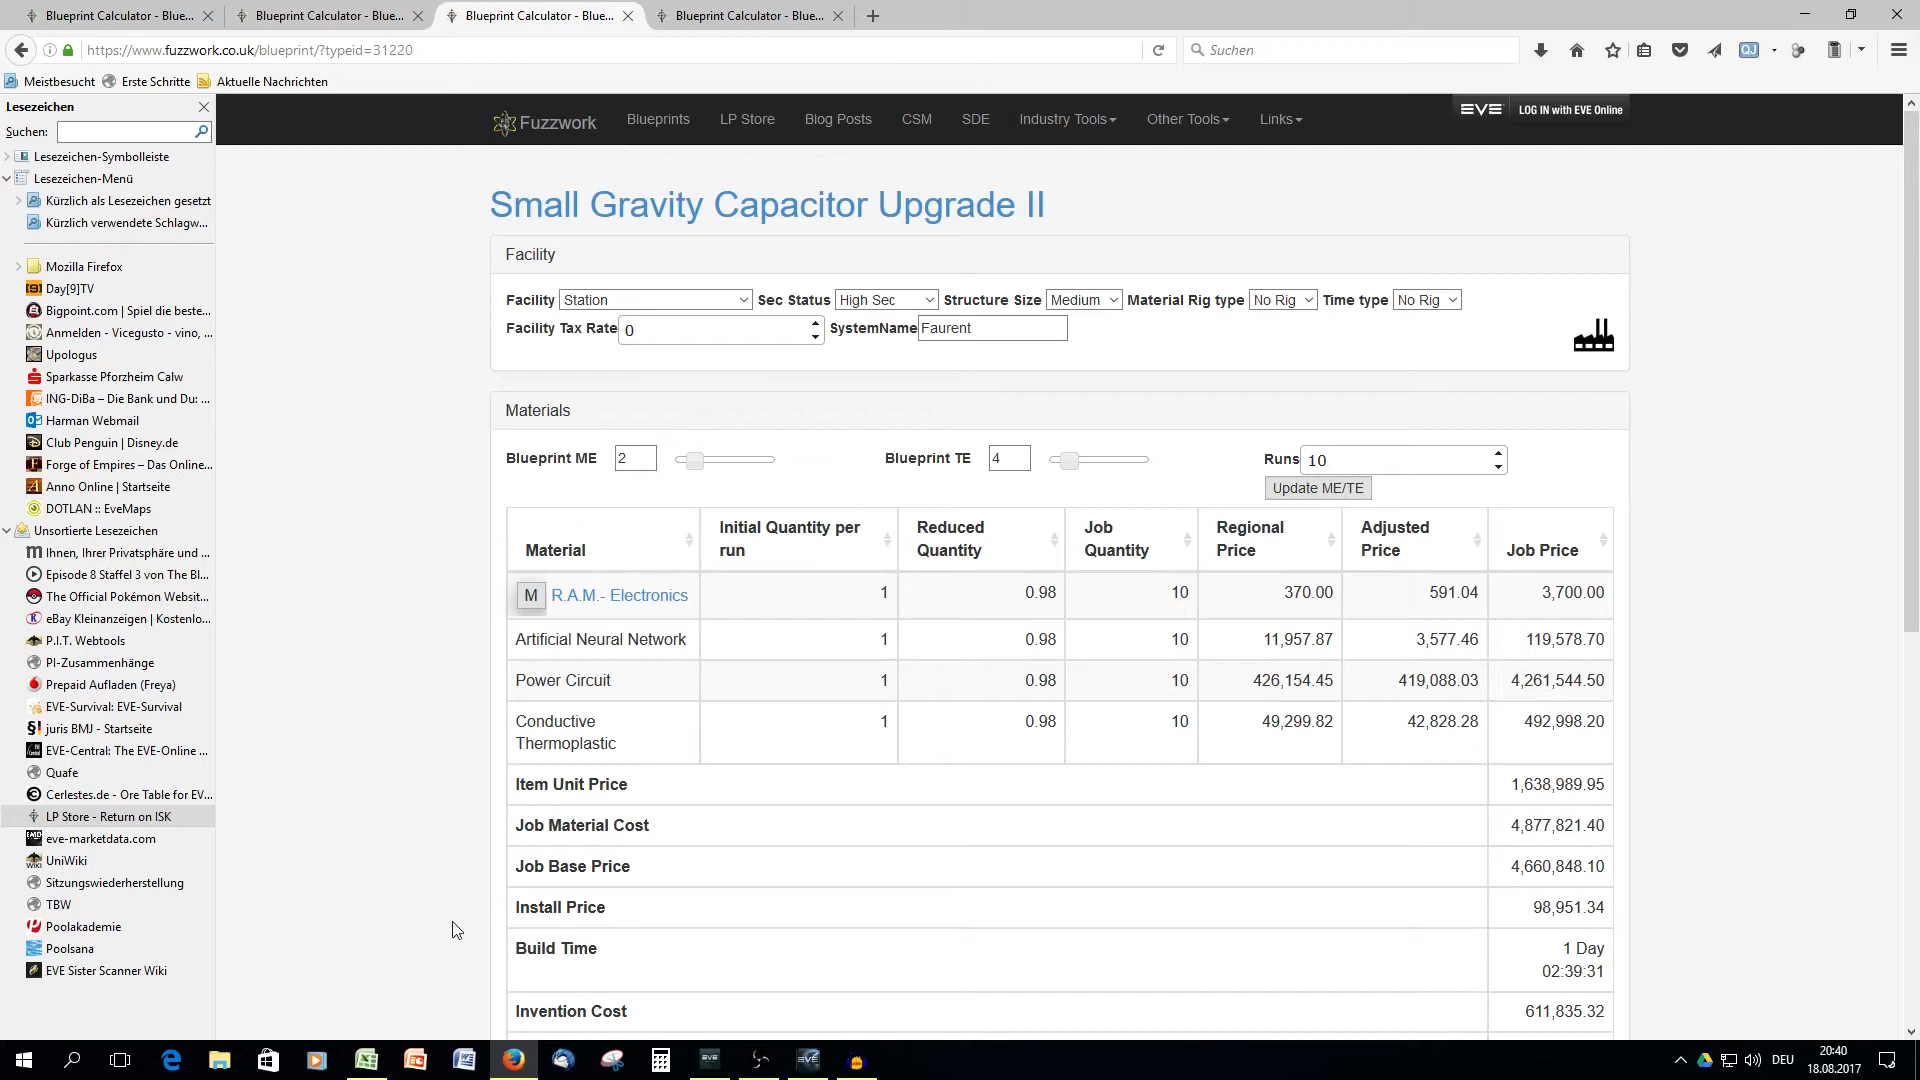 Blueprint Calculator - Blue...
Blueprint Calculator - Blue...
Blueprint Calculator - Blue...
Blueprint Calculator - Blue...
https://www.fuzzwork.co.uk/blueprint/?typeid=31220
Suchen
QJ
Meistbesucht
Erste Schritte
Aktuelle Nachrichten
Lesezeichen
Suchen:
Lesezeichen-Symbolleiste
Lesezeichen-Menü
Kürzlich als Lesezeichen gesetzt
Kürzlich verwendete Schlagw...
Mozilla Firefox
Day[9]TV
Bigpoint.com | Spiel die beste...
Anmelden - Vicegusto - vino, ...
Upologus
Sparkasse Pforzheim Calw
ING-DiBa – Die Bank und Du: ...
Harman Webmail
Club Penguin | Disney.de
Forge of Empires – Das Online...
Anno Online | Startseite
DOTLAN :: EveMaps
Unsortierte Lesezeichen
Ihnen, Ihrer Privatsphäre und ...
Episode 8 Staffel 3 von The Bl...
The Official Pokémon Websit...
eBay Kleinanzeigen | Kostenlo...
P.I.T. Webtools
PI-Zusammenhänge
Prepaid Aufladen (Freya)
EVE-Survival: EVE-Survival
juris BMJ - Startseite
EVE-Central: The EVE-Online ...
Quafe
Cerlestes.de - Ore Table for EV...
LP Store - Return on ISK
eve-marketdata.com
UniWiki
Sitzungswiederherstellung
TBW
Poolakademie
Poolsana
EVE Sister Scanner Wiki
Fuzzwork
Blueprints
LP Store
Blog Posts
CSM
SDE
Industry Tools
Other Tools
Links
EVE LOG IN with EVE Online
Small Gravity Capacitor Upgrade II
Facility
Facility Station Sec Status High Sec Structure Size Medium Material Rig type No Rig Time type No Rig
Facility Tax Rate 0 SystemName Faurent
Materials
Blueprint ME 2 Blueprint TE 4 Runs 10
Update ME/TE
Material Initial Quantity per run Reduced Quantity Job Quantity Regional Price Adjusted Price Job Price
M R.A.M.- Electronics 1 0.98 10 370.00 591.04 3,700.00
Artificial Neural Network 1 0.98 10 11,957.87 3,577.46 119,578.70
Power Circuit 1 0.98 10 426,154.45 419,088.03 4,261,544.50
Conductive Thermoplastic 1 0.98 10 49,299.82 42,828.28 492,998.20
Item Unit Price 1,638,989.95
Job Material Cost 4,877,821.40
Job Base Price 4,660,848.10
Install Price 98,951.34
Build Time 1 Day 02:39:31
Invention Cost 611,835.32
DEU
20:40
18.08.2017